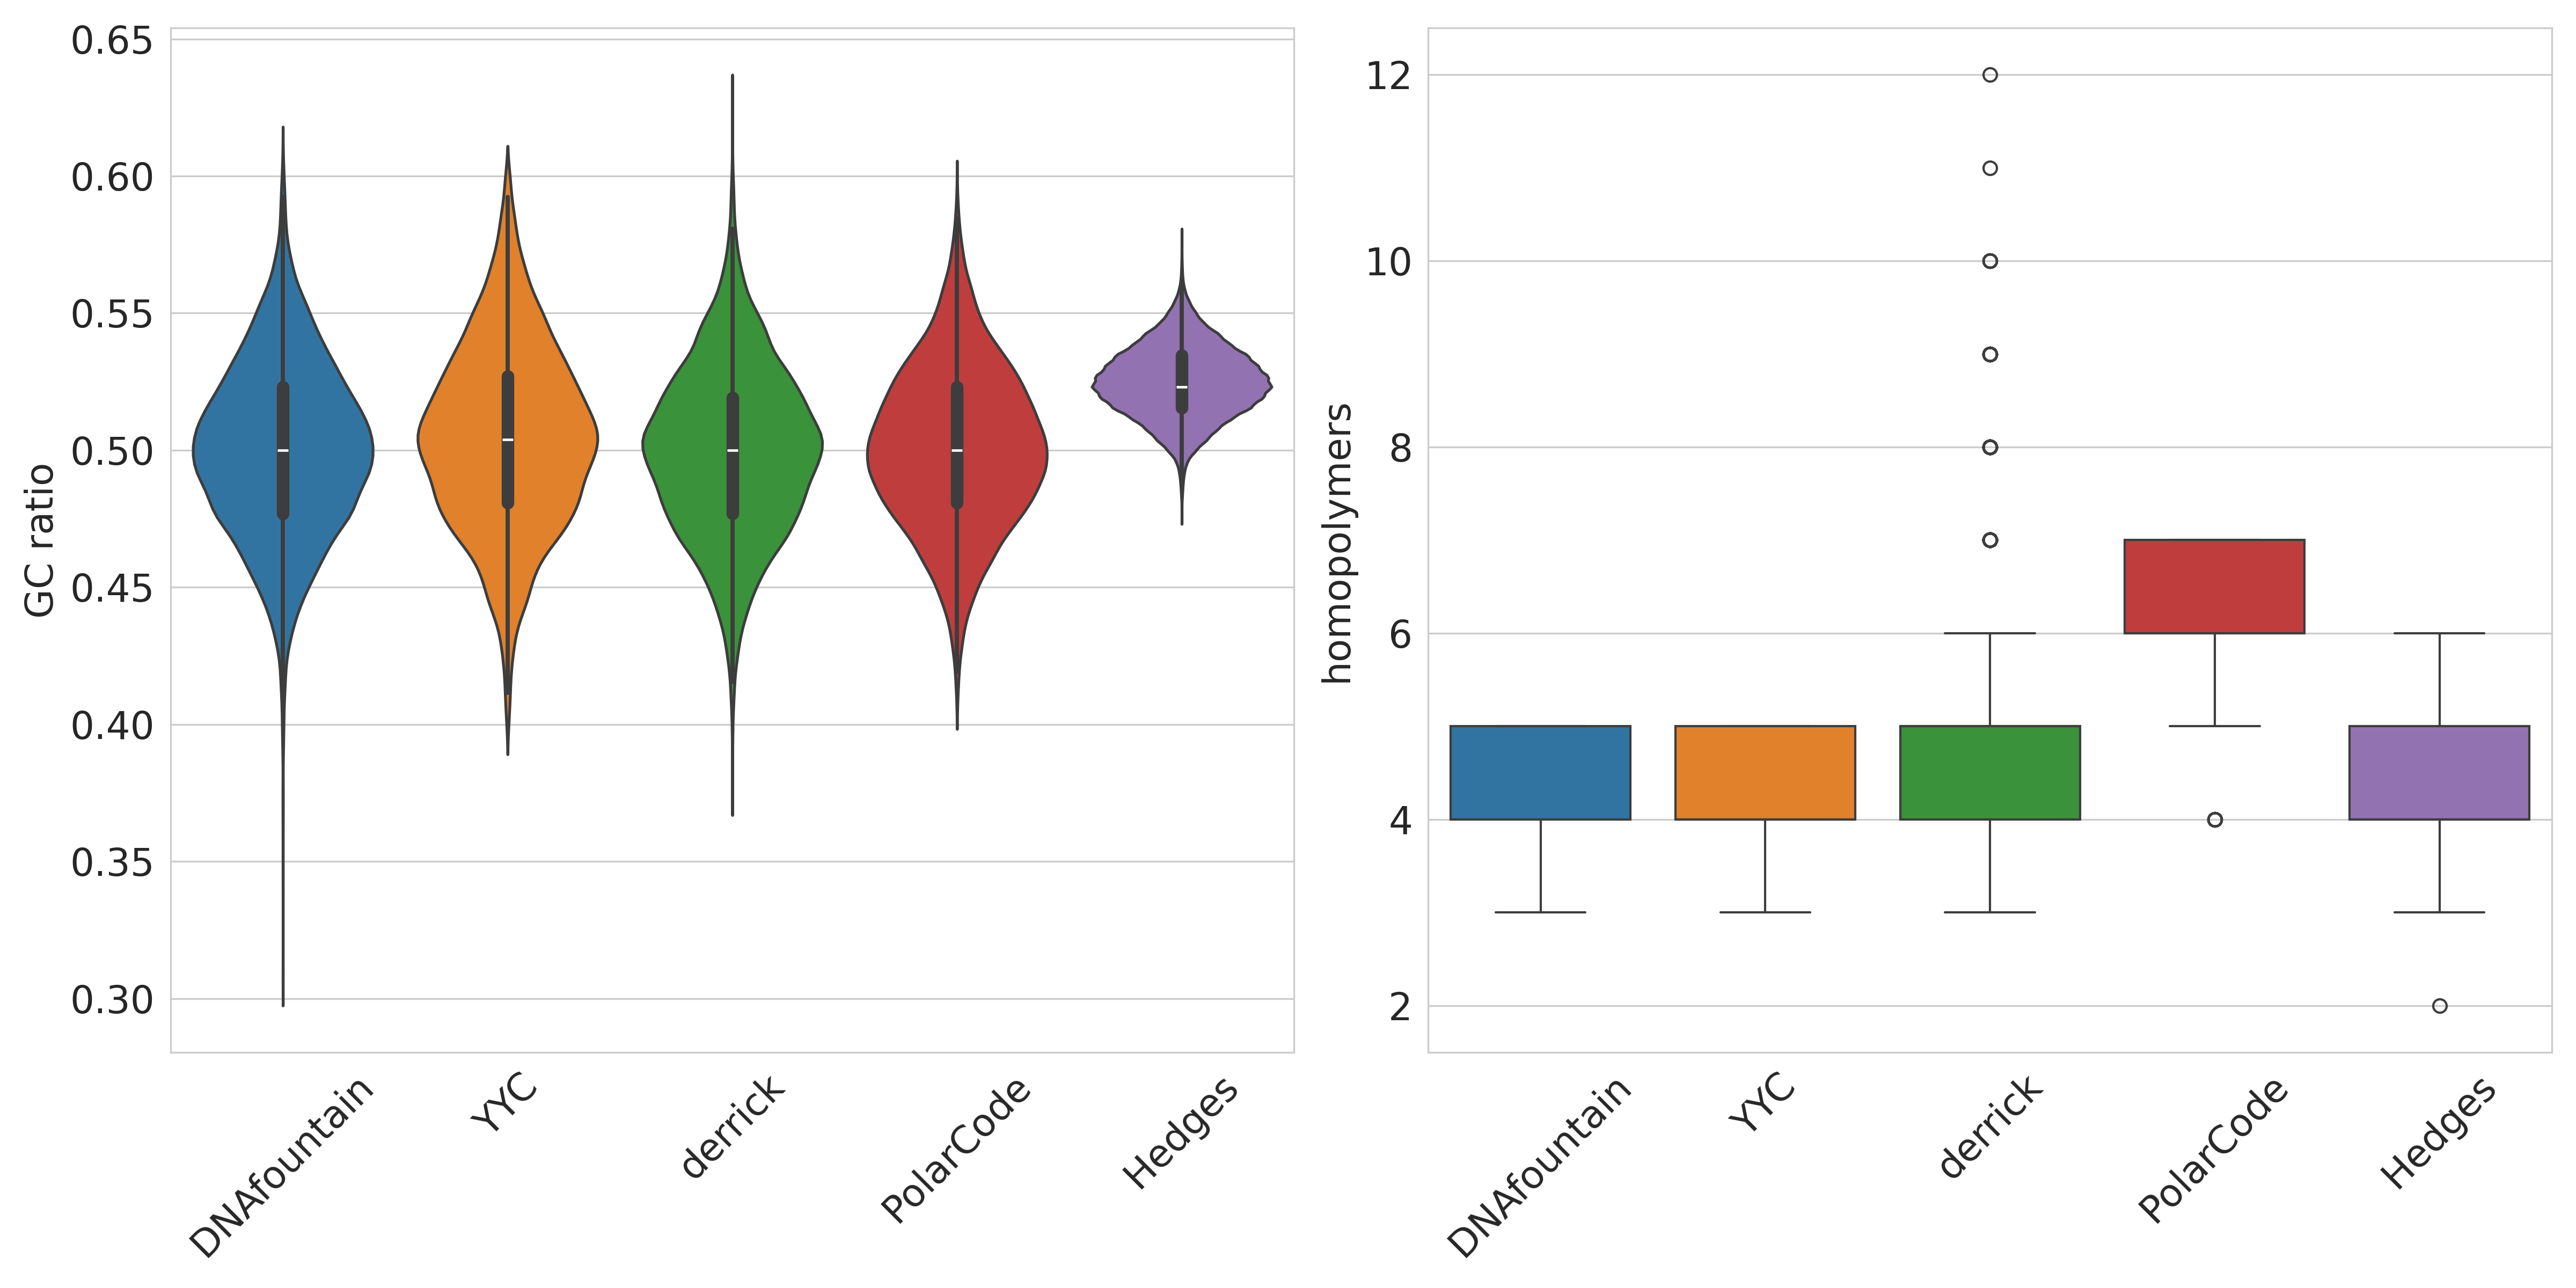 GC ratio
0.65
0.60
0.55
0.50
0.45
0.40
0.35
0.30
DNAfountain
YYC
derrick
PolarCode
Hedges
homopolymers
12
10
8
6
4
2
DNAfountain
YYC
derrick
PolarCode
Hedges